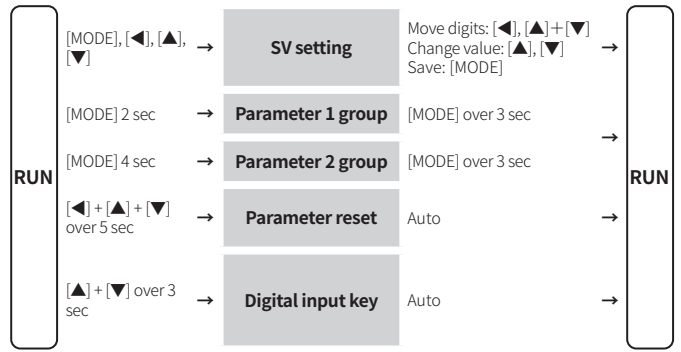 RUN
[MODE], [◀], [▲],
[▼]
→
SV setting
Move digits: [◀], [▲]+[▼]
Change value: [▲], [▼]
Save: [MODE]
→
[MODE] 2 sec
→
Parameter 1 group
[MODE] over 3 sec
→
[MODE] 4 sec
→
Parameter 2 group
[MODE] over 3 sec
[◀] + [▲] + [▼]
over 5 sec
→
Parameter reset
Auto
→
[▲] + [▼] over 3
sec
→
Digital input key
Auto
→
RUN